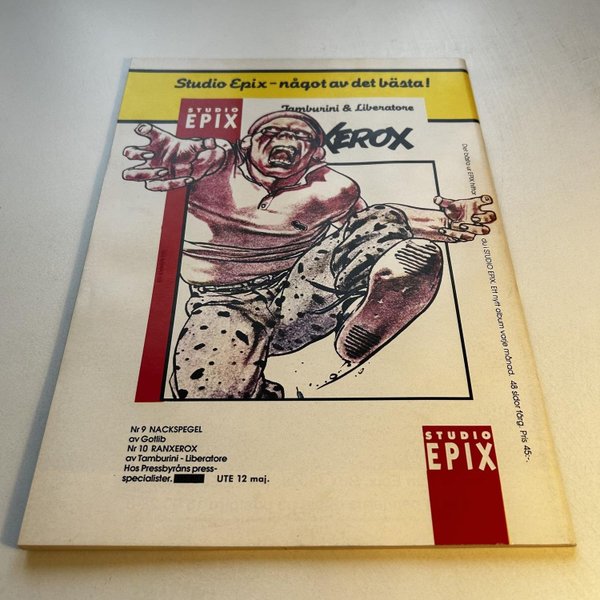 Studio Epix – något av det bästa!
STUDIO
EPIX
Tamburini & Liberatore
XEROX
Det bästa ur EPIX hittar
du i STUDIO EPIX. Ett nytt album varje månad. 48 sidor färg. Pris 45:-.
Nr 9 NACKSPEGEL
av Gotlib
Nr 10 RANXEROX
av Tamburini - Liberatore
Hos Pressbyråns press-
specialister. UTE 12 maj.
STUDIO
EPIX